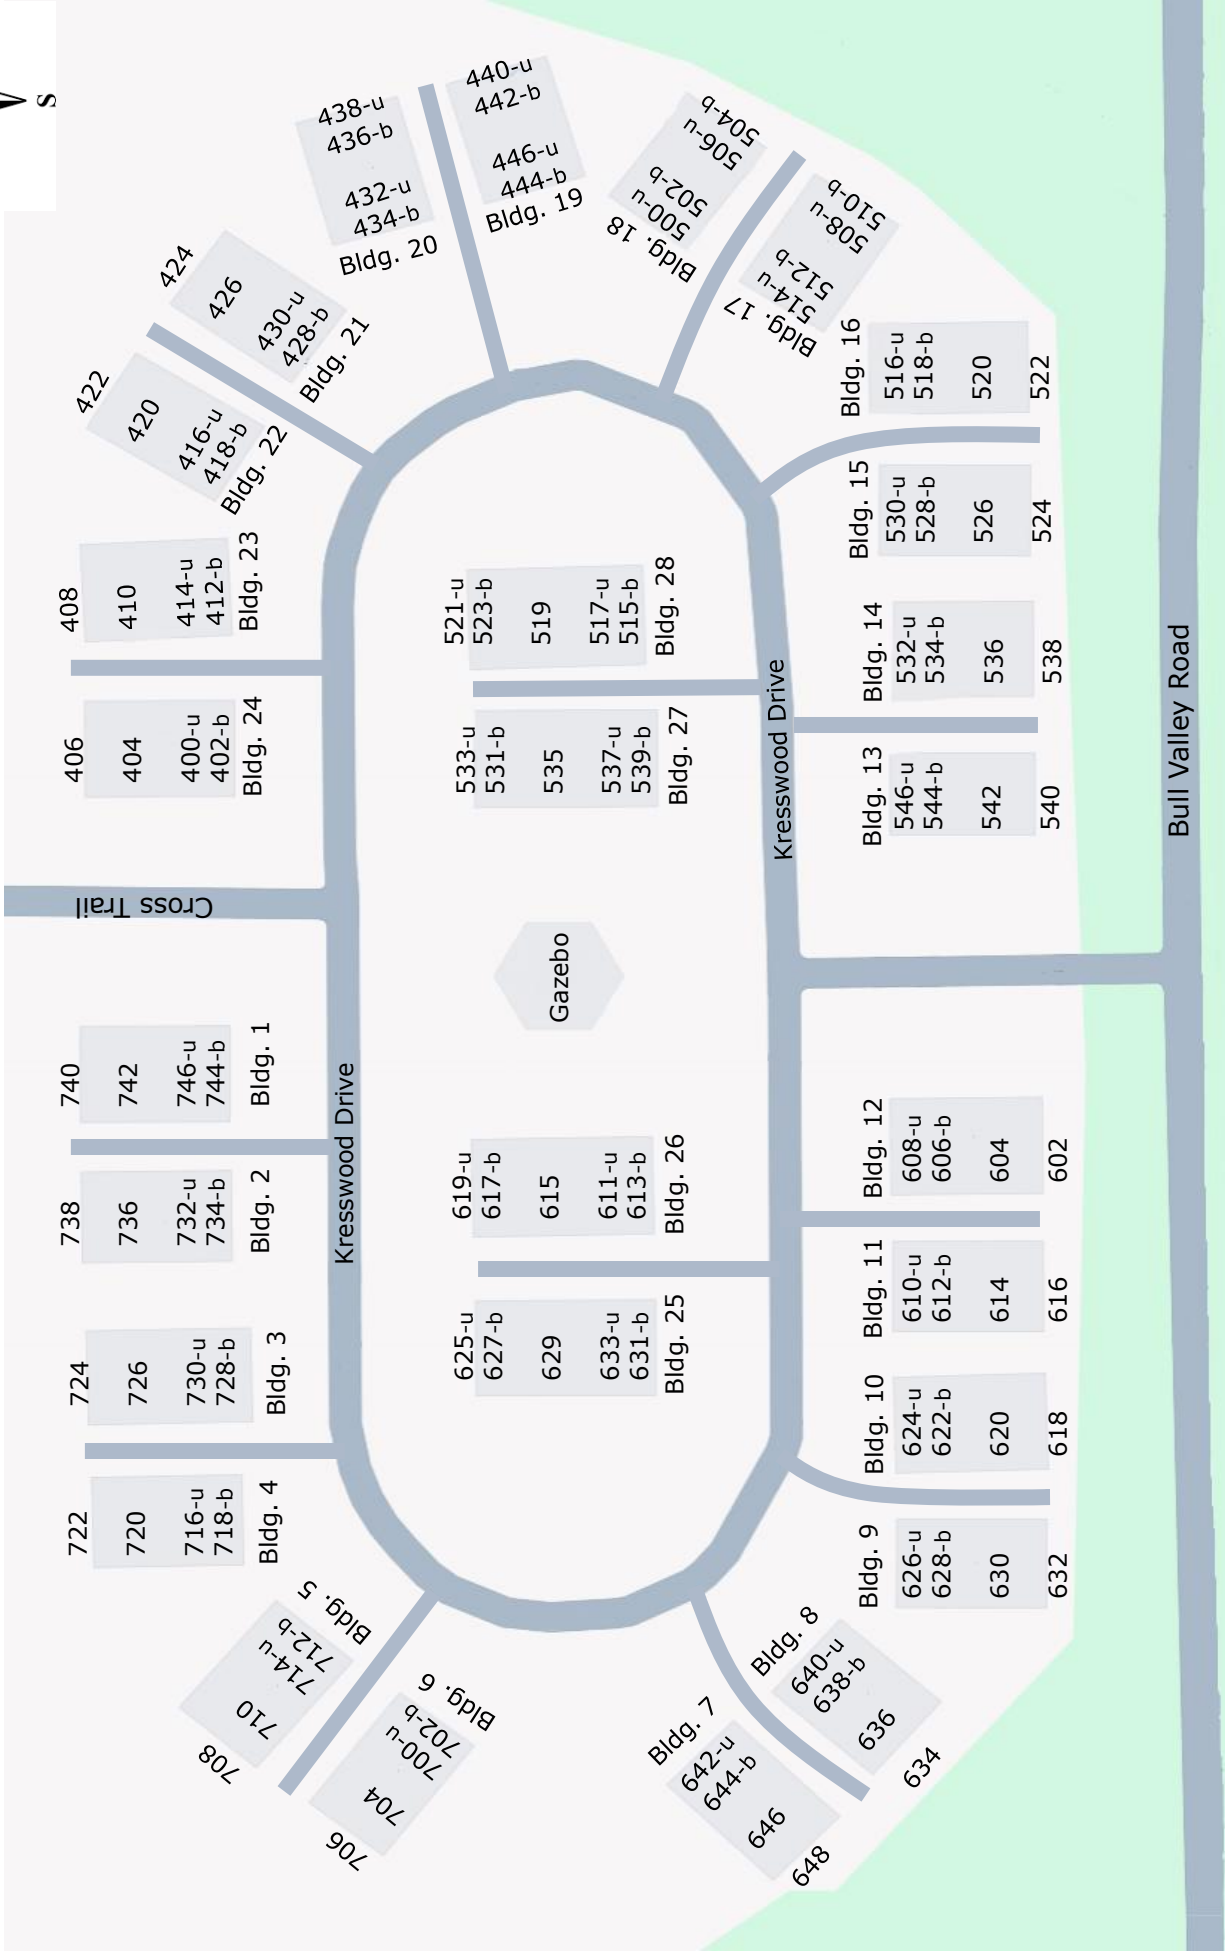 S
440-u
442-b
446-u
444-b
Bldg. 19
438-u
436-b
432-u
434-b
Bldg. 20
504-b
506-u
502-b
500-u
Bldg. 18
510-b
508-u
512-b
514-u
Bldg. 17
424
426
430-u
428-b
Bldg. 21
422
420
416-u
418-b
Bldg. 22
Bldg. 16
516-u
518-b
520
522
Bldg. 15
530-u
528-b
526
524
408
410
414-u
412-b
Bldg. 23
521-u
523-b
519
517-u
515-b
Bldg. 28
Bldg. 14
532-u
534-b
536
538
406
404
400-u
402-b
Bldg. 24
533-u
531-b
535
537-u
539-b
Bldg. 27
Kresswood Drive
Bldg. 13
546-u
544-b
542
540
Bull Valley Road
Cross Trail
Gazebo
740
742
746-u
744-b
Bldg. 1
Kresswood Drive
738
736
732-u
734-b
Bldg. 2
619-u
617-b
615
611-u
613-b
Bldg. 26
Bldg. 12
608-u
606-b
604
602
Bldg. 11
610-u
612-b
614
616
724
726
730-u
728-b
Bldg. 3
625-u
627-b
629
633-u
631-b
Bldg. 25
Bldg. 10
624-u
622-b
620
618
722
720
716-u
718-b
Bldg. 4
Bldg. 9
626-u
628-b
630
632
Bldg. 5
712-b
714-u
710
708
Bldg. 6
702-b
700-u
704
706
Bldg. 8
640-u
638-b
636
634
Bldg. 7
642-u
644-b
646
648